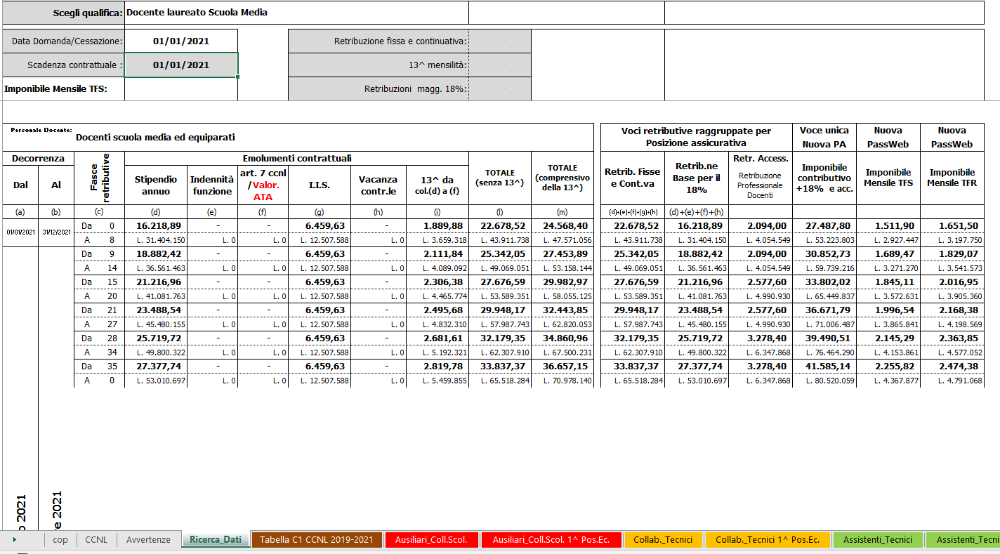 Scegli qualifica: Docente laureato Scuola Media
Data Domanda/Cessazione: 01/01/2021 Retribuzione fissa e continuativa: -
Scadenza contrattuale : 01/01/2021 13^ mensilità: -
Imponibile Mensile TFS: Retribuzioni magg. 18%: -
Personale Docente: Docenti scuola media ed equiparati
Voci retributive raggruppate per Posizione assicurativa
Voce unica Nuova PA
Nuova PassWeb
Nuova PassWeb
Decorrenza
Fasce retributive
Emolumenti contrattuali
TOTALE (senza 13^)
TOTALE (comprensivo della 13^)
Retrib. Fisse e Cont.va
Retrib.ne Base per il 18%
Retr. Access.
Retribuzione Professionale Docenti
Imponibile contributivo +18% e acc.
Imponibile Mensile TFS
Imponibile Mensile TFR
Dal Al
Stipendio annuo
Indennità funzione
art. 7 ccnl /Valor. ATA
I.I.S.
Vacanza contr.le
13^ da col.(d) a (f)
(a) (b) (c) (d) (e) (f) (g) (h) (i) (l) (m) (d)+(e)+(f)+(g)+(h) (d)+(e)+(f)+(h)
01/01/2021 31/12/2021
Da 0 16.218,89 - - 6.459,63 - 1.889,88 22.678,52 24.568,40 22.678,52 16.218,89 2.094,00 27.487,80 1.511,90 1.651,50
A 8 L. 31.404.150 L. 0 L. 0 L. 12.507.588 L. 0 L. 3.659.318 L. 43.911.738 L. 47.571.056 L. 43.911.738 L. 31.404.150 L. 4.054.549 L. 53.223.803 L. 2.927.447 L. 3.197.750
Da 9 18.882,42 - - 6.459,63 - 2.111,84 25.342,05 27.453,89 25.342,05 18.882,42 2.094,00 30.852,73 1.689,47 1.829,07
A 14 L. 36.561.463 L. 0 L. 0 L. 12.507.588 L. 0 L. 4.089.092 L. 49.069.051 L. 53.158.144 L. 49.069.051 L. 36.561.463 L. 4.054.549 L. 59.739.216 L. 3.271.270 L. 3.541.573
Da 15 21.216,96 - - 6.459,63 - 2.306,38 27.676,59 29.982,97 27.676,59 21.216,96 2.577,60 33.802,02 1.845,11 2.016,95
A 20 L. 41.081.763 L. 0 L. 0 L. 12.507.588 L. 0 L. 4.465.774 L. 53.589.351 L. 58.055.125 L. 53.589.351 L. 41.081.763 L. 4.990.930 L. 65.449.837 L. 3.572.631 L. 3.905.360
Da 21 23.488,54 - - 6.459,63 - 2.495,68 29.948,17 32.443,85 29.948,17 23.488,54 2.577,60 36.671,79 1.996,54 2.168,38
A 27 L. 45.480.155 L. 0 L. 0 L. 12.507.588 L. 0 L. 4.832.310 L. 57.987.743 L. 62.820.053 L. 57.987.743 L. 45.480.155 L. 4.990.930 L. 71.006.487 L. 3.865.841 L. 4.198.569
Da 28 25.719,72 - - 6.459,63 - 2.681,61 32.179,35 34.860,96 32.179,35 25.719,72 3.278,40 39.490,51 2.145,29 2.363,85
A 34 L. 49.800.322 L. 0 L. 0 L. 12.507.588 L. 0 L. 5.192.321 L. 62.307.910 L. 67.500.231 L. 62.307.910 L. 49.800.322 L. 6.347.868 L. 76.464.290 L. 4.153.861 L. 4.577.052
Da 35 27.377,74 - - 6.459,63 - 2.819,78 33.837,37 36.657,15 33.837,37 27.377,74 3.278,40 41.585,14 2.255,82 2.474,38
A 0 L. 53.010.697 L. 0 L. 0 L. 12.507.588 L. 0 L. 5.459.855 L. 65.518.284 L. 70.978.140 L. 65.518.284 L. 53.010.697 L. 6.347.868 L. 80.520.059 L. 4.367.877 L. 4.791.068
o 2021
re 2021
cop CCNL Avvertenze Ricerca_Dati Tabella C1 CCNL 2019-2021 Ausiliari_Coll.Scol. Ausiliari_Coll.Scol. 1^ Pos.Ec. Collab._Tecnici Collab._Tecnici 1^ Pos.Ec. Assistenti_Tecnici Assistenti_Tecni